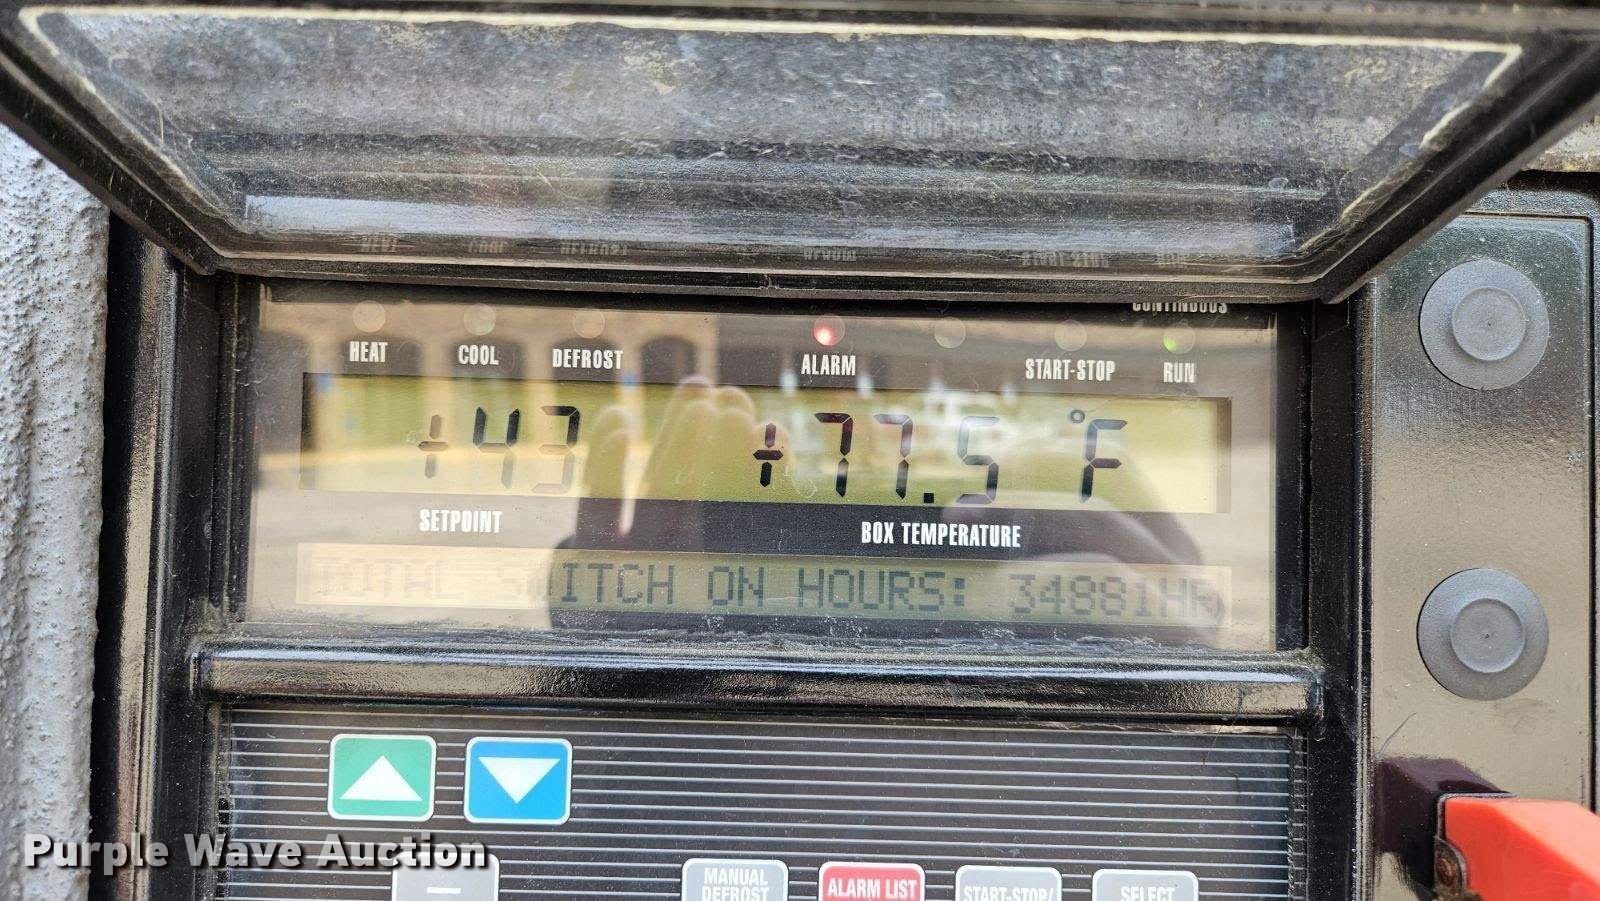 CONTINUOUS
HEAT COOL DEFROST ALARM START-STOP RUN
+43 +77.5 °F
SETPOINT BOX TEMPERATURE
TOTAL SWITCH ON HOURS: 34881HR
Purple Wave Auction
MANUAL DEFROST
ALARM LIST
START-STOP/
SELECT